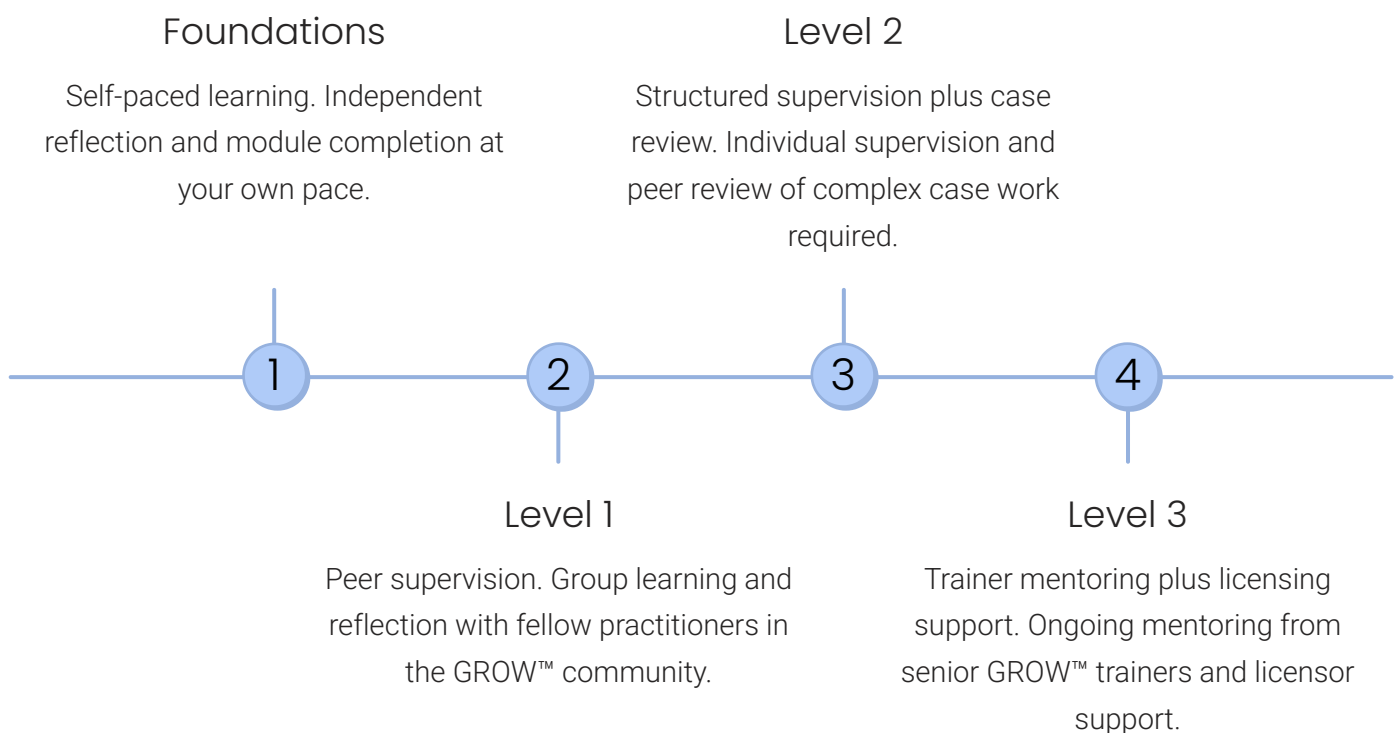 Foundations
Self-paced learning. Independent
reflection and module completion at
your own pace.
Level 2
Structured supervision plus case
review. Individual supervision and
peer review of complex case work
required.
1
2
3
4
Level 1
Peer supervision. Group learning and
reflection with fellow practitioners in
the GROW™ community.
Level 3
Trainer mentoring plus licensing
support. Ongoing mentoring from
senior GROW™ trainers and licensor
support.